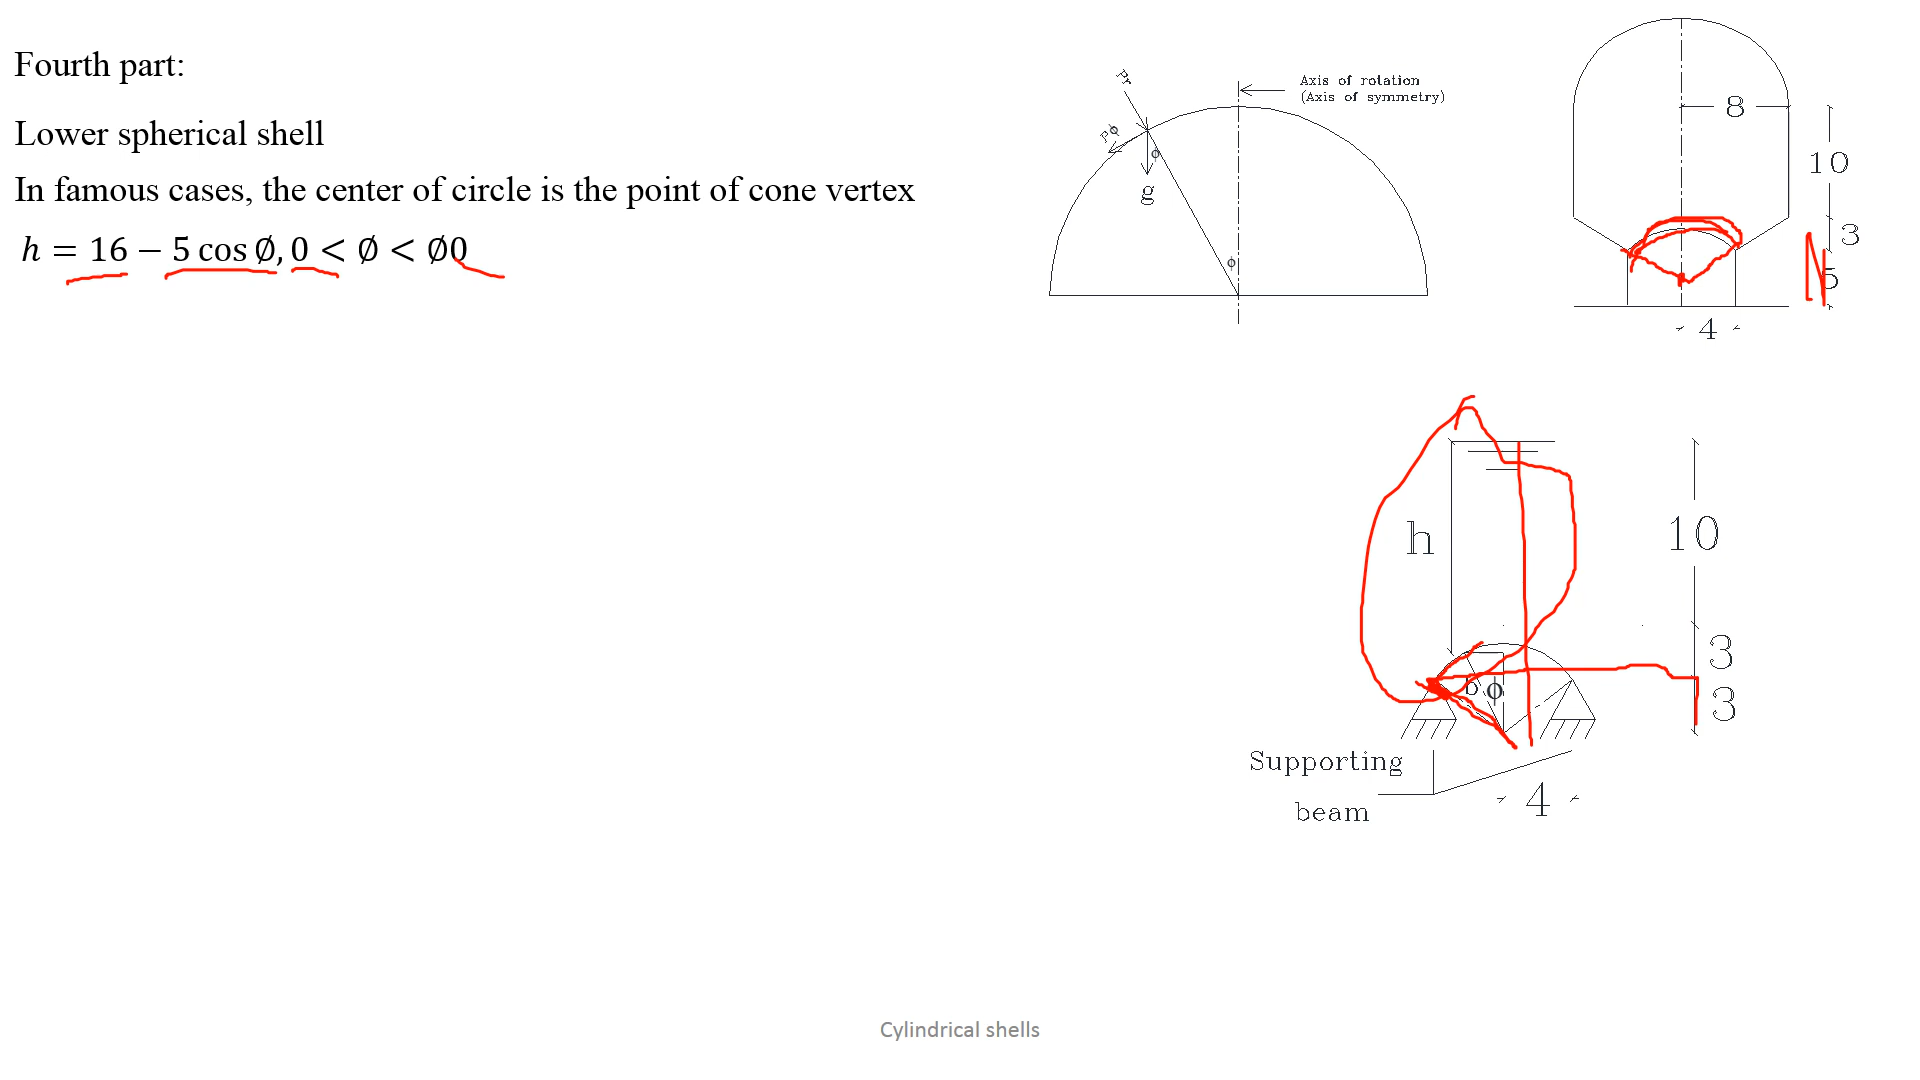 Fourth part:
Lower spherical shell
In famous cases, the center of circle is the point of cone vertex
ℎ = 16 − 5 cos ∅, 0 < ∅ < ∅0
Pr
Pϕ
g
ϕ
ϕ
Axis of rotation
(Axis of symmetry)
8
10
3
5
4
h
10
3
3
ϕ
Supporting
beam
4
Cylindrical shells